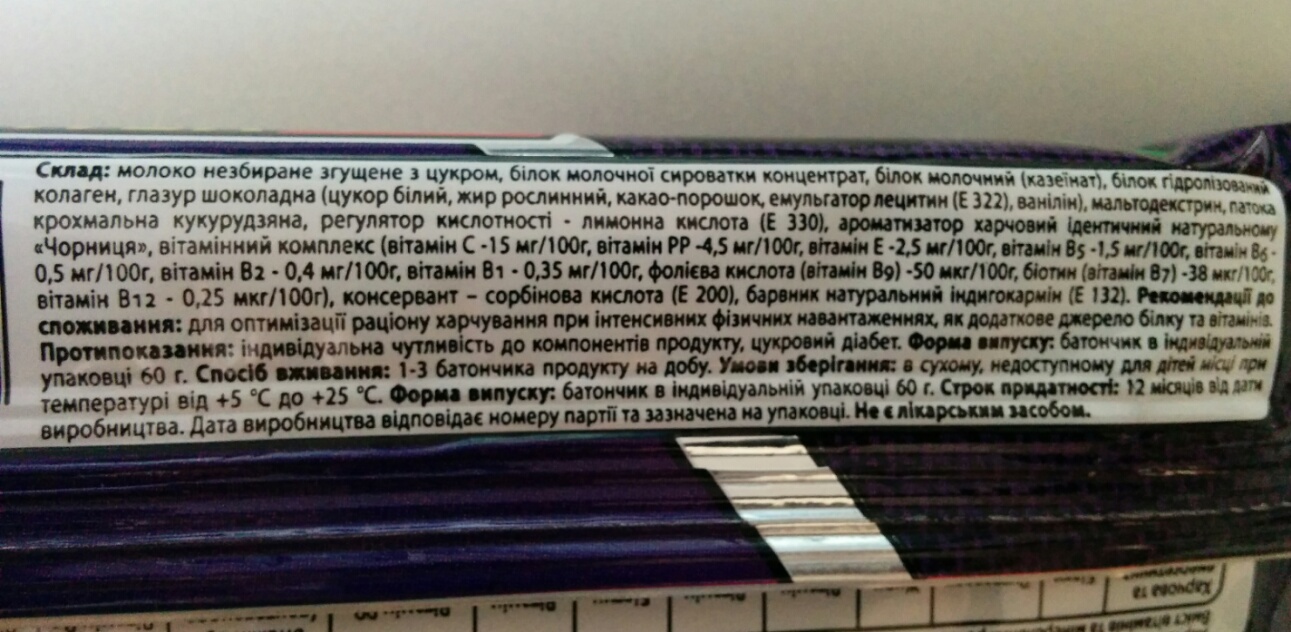 Склад: молоко незбиране згущене з цукром, білок молочної сироватки концентрат, білок молочний (казеїнат), білок гідролізований
колаген, глазур шоколадна (цукор білий, жир рослинний, какао-порошок, емульгатор лецитин (Е 322), ванілін), мальтодекстрин, патока
крохмальна кукурудзяна, регулятор кислотності - лимонна кислота (Е 330), ароматизатор харчовий ідентичний натуральному
«Чорниця», вітамінний комплекс (вітамін С -15 мг/100г, вітамін РР -4,5 мг/100г, вітамін Е -2,5 мг/100г, вітамін В5 -1,5 мг/100г, вітамін В6 -
0,5 мг/100г, вітамін В2 - 0,4 мг/100г, вітамін В1 - 0,35 мг/100г, фолієва кислота (вітамін В9) -50 мкг/100г, біотин (вітамін В7) -38 мкг/100г,
вітамін В12 - 0,25 мкг/100г), консервант – сорбінова кислота (Е 200), барвник натуральний індигокармін (Е 132). Рекомендації до
споживання: для оптимізації раціону харчування при інтенсивних фізичних навантаженнях, як додаткове джерело білку та вітамінів.
Протипоказання: індивідуальна чутливість до компонентів продукту, цукровий діабет. Форма випуску: батончик в індивідуальній
упаковці 60 г. Спосіб вживання: 1-3 батончика продукту на добу. Умови зберігання: в сухому, недоступному для дітей місці при
температурі від +5 °С до +25 °С. Форма випуску: батончик в індивідуальній упаковці 60 г. Строк придатності: 12 місяців від дати
виробництва. Дата виробництва відповідає номеру партії та зазначена на упаковці. Не є лікарським засобом.
Харчова та